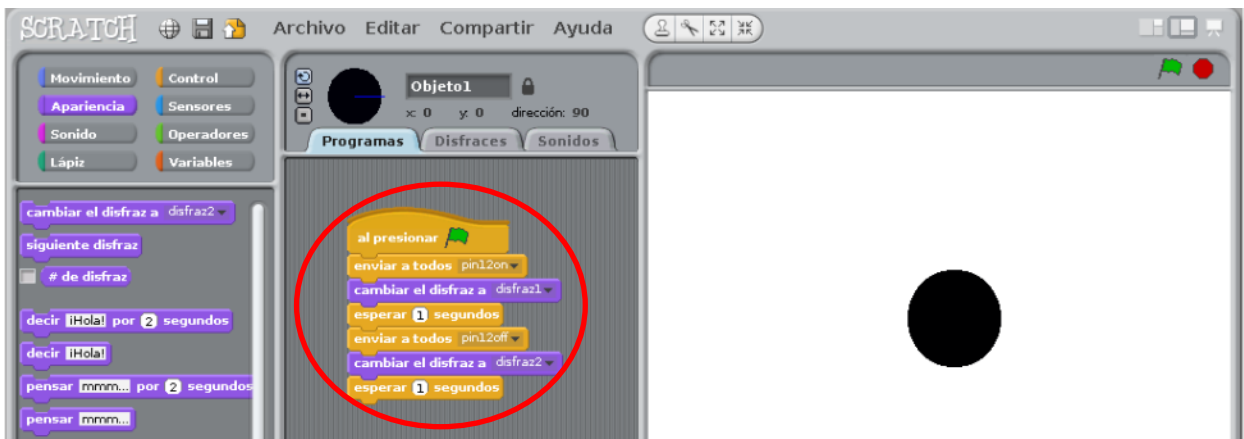 SCRATCH Archivo Editar Compartir Ayuda
Movimiento Control
Apariencia Sensores
Sonido Operadores
Lápiz Variables
Objeto1
x: 0 y: 0 dirección: 90
Programas Disfraces Sonidos
cambiar el disfraz a disfraz2
siguiente disfraz
# de disfraz
decir ¡Hola! por 2 segundos
decir ¡Hola!
pensar mmm... por 2 segundos
pensar mmm...
al presionar
enviar a todos pin12on
cambiar el disfraz a disfraz1
esperar 1 segundos
enviar a todos pin12off
cambiar el disfraz a disfraz2
esperar 1 segundos